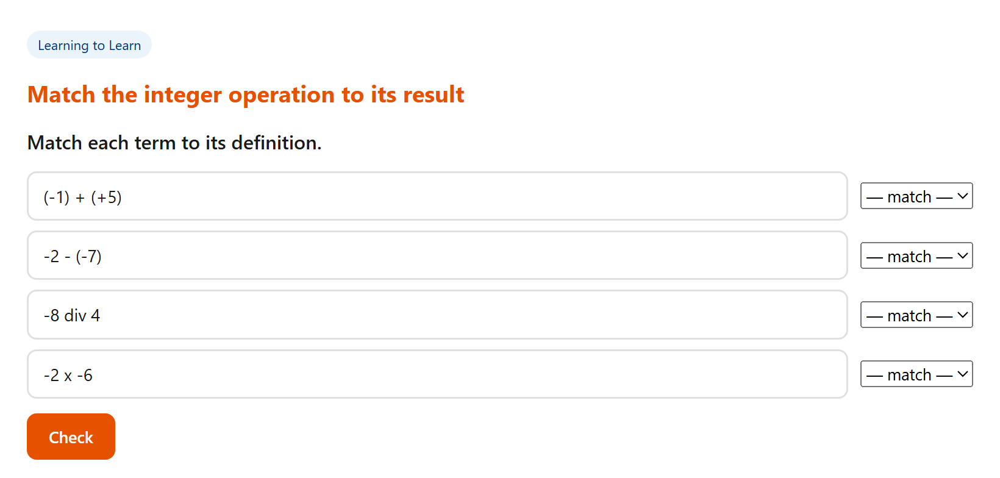 Learning to Learn
Match the integer operation to its result
Match each term to its definition.
(-1) + (+5)
— match —
-2 - (-7)
— match —
-8 div 4
— match —
-2 x -6
— match —
Check